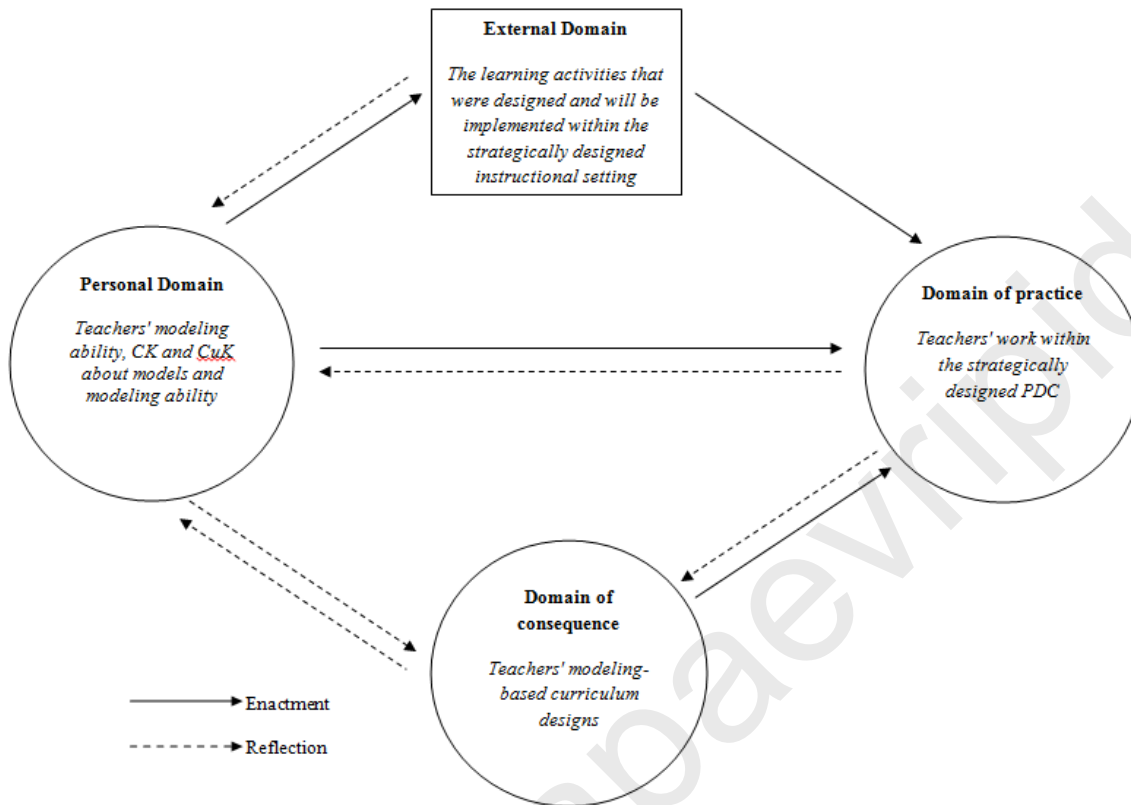 External Domain
The learning activities that
were designed and will be
implemented within the
strategically designed
instructional setting
Personal Domain
Teachers' modeling
ability, CK and CuK
about models and
modeling ability
Domain of practice
Teachers' work within
the strategically
designed PDC
Domain of
consequence
Teachers' modeling-
based curriculum
designs
Enactment
Reflection